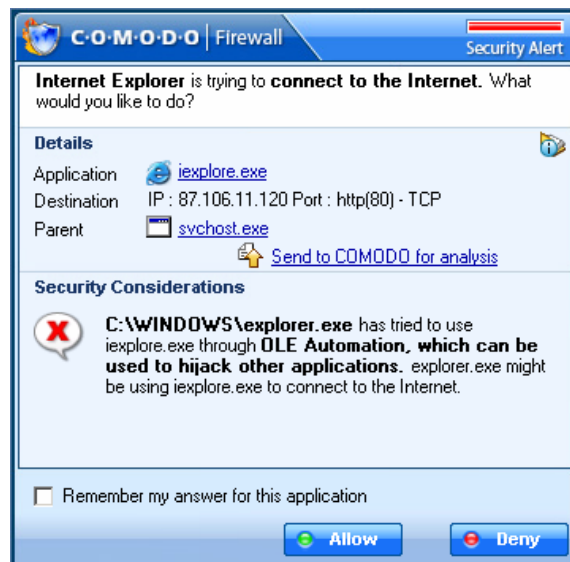 C·O·M·O·D·O | Firewall
Security Alert
Internet Explorer is trying to connect to the Internet. What
would you like to do?
Details
Application iexplore.exe
Destination IP : 87.106.11.120 Port : http(80) - TCP
Parent svchost.exe
Send to COMODO for analysis
Security Considerations
C:\WINDOWS\explorer.exe has tried to use
iexplore.exe through OLE Automation, which can be
used to hijack other applications. explorer.exe might
be using iexplore.exe to connect to the Internet.
Remember my answer for this application
Allow
Deny